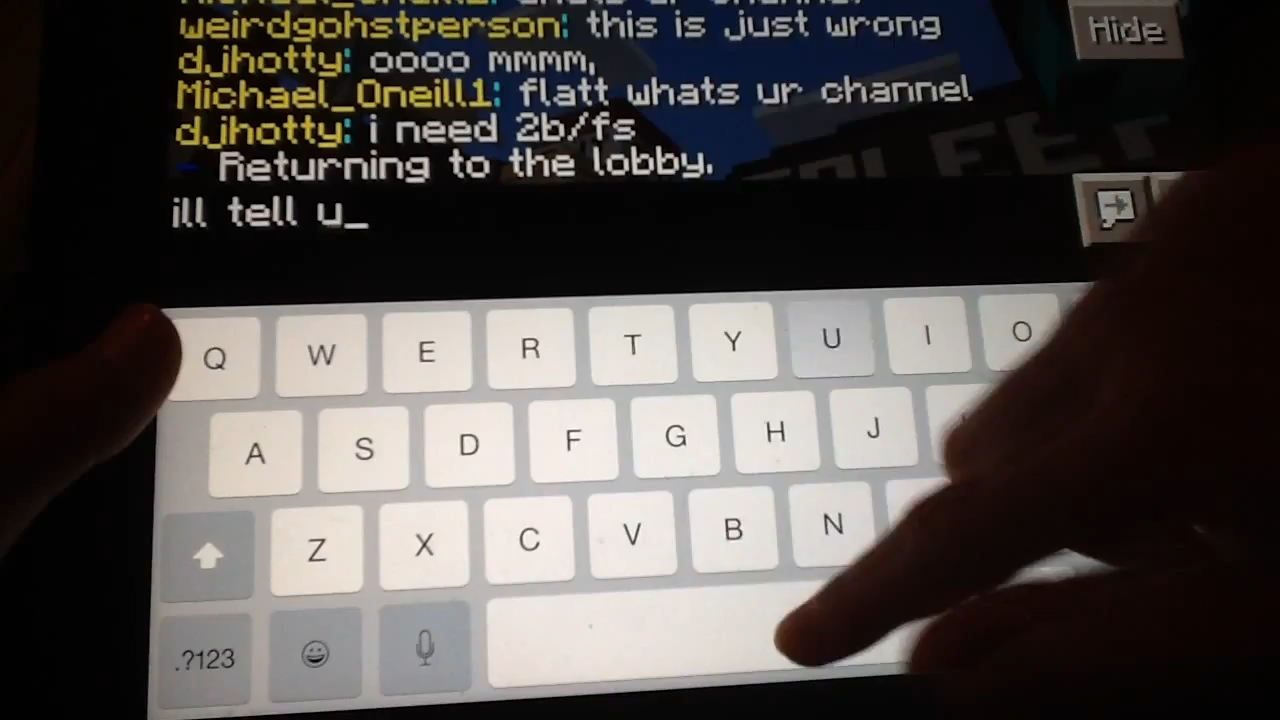 weirdgohstperson: this is just wrong
Hide
djhotty: oooo mmmm,
Michael_Oneill1: flatt whats ur channel
djhotty: i need 2b/fs
- Returning to the lobby.
ill tell u_
Q W E R T Y U I O
A S D F G H J
Z X C V B N
.?123